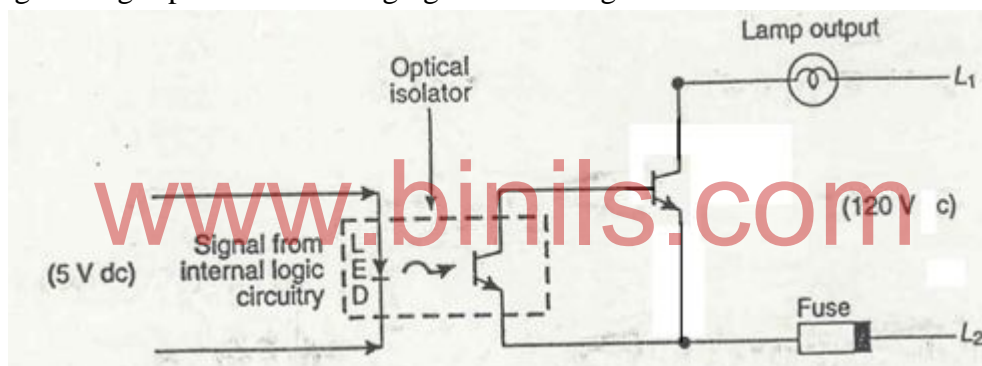 Lamp output
L₁
Optical
isolator
www.binils.com
(120 V c)
Signal from
internal logic
circuitry
(5 V dc)
L
E
D
Fuse
L₂